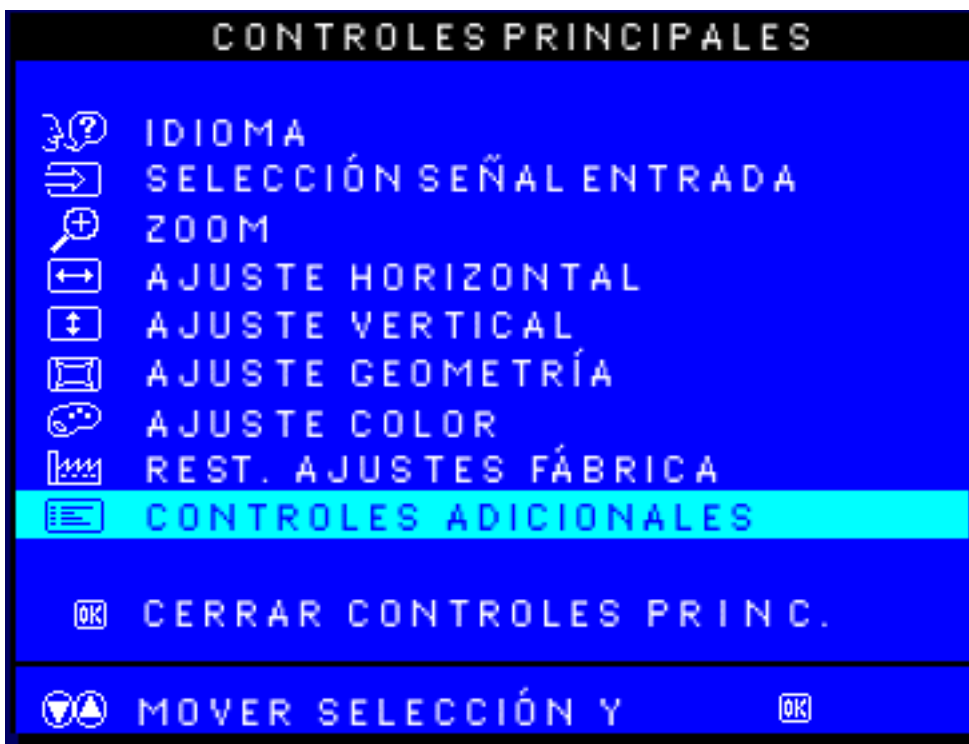 CONTROLES PRINCIPALES
IDIOMA
SELECCIÓN SEÑAL ENTRADA
ZOOM
AJUSTE HORIZONTAL
AJUSTE VERTICAL
AJUSTE GEOMETRÍA
AJUSTE COLOR
REST. AJUSTES FÁBRICA
CONTROLES ADICIONALES
OK CERRAR CONTROLES PRINC.
MOVER SELECCIÓN Y OK